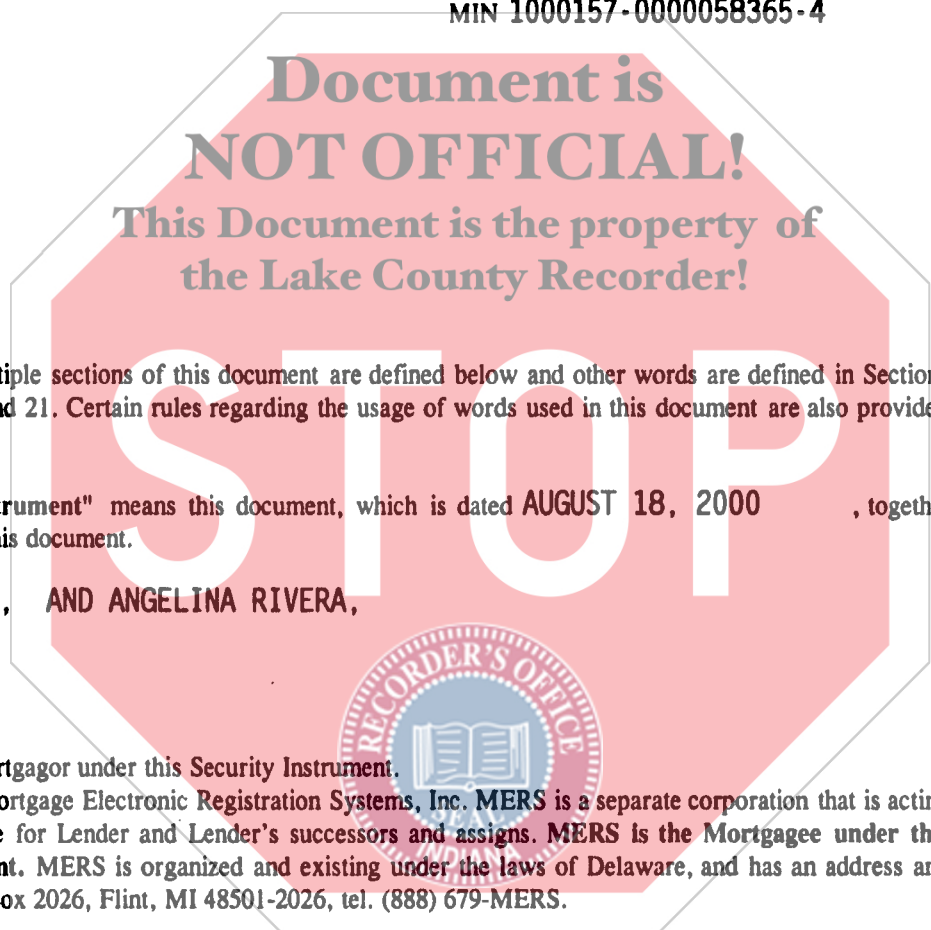 MIN 1000157-0000058365-4
Document is
NOT OFFICIAL!
This Document is the property of
the Lake County Recorder!
STOP
tiple sections of this document are defined below and other words are defined in Section
d 21. Certain rules regarding the usage of words used in this document are also provide
rument" means this document, which is dated AUGUST 18, 2000 , togeth
is document.
, AND ANGELINA RIVERA,
RECORDER'S OFFICE
rtgagor under this Security Instrument.
ortgage Electronic Registration Systems, Inc. MERS is a separate corporation that is actin
e for Lender and Lender's successors and assigns. MERS is the Mortgagee under th
SEAL
nt. MERS is organized and existing under the laws of Delaware, and has an address an
INDIANA
ox 2026, Flint, MI 48501-2026, tel. (888) 679-MERS.